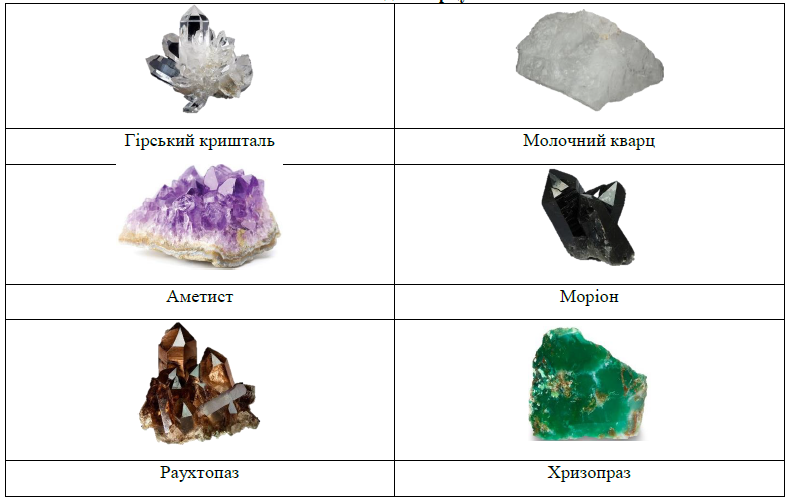 Гірський кришталь
Молочний кварц
Аметист
Моріон
Раухтопаз
Хризопраз